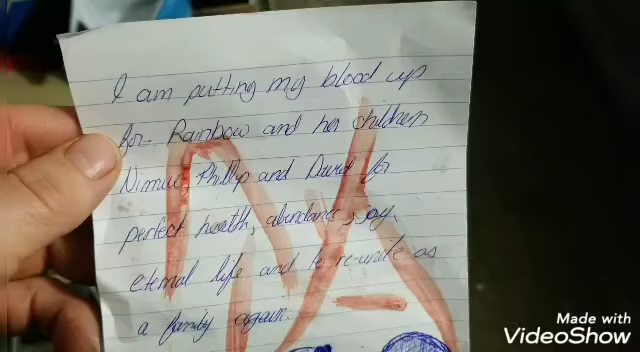 I am putting my blood up
for - Rainbow and her children
Nimue, Phillip and David for
perfect health, abundance, joy,
eternal life and to re-unite as
a family again.
Made with
VideoShow